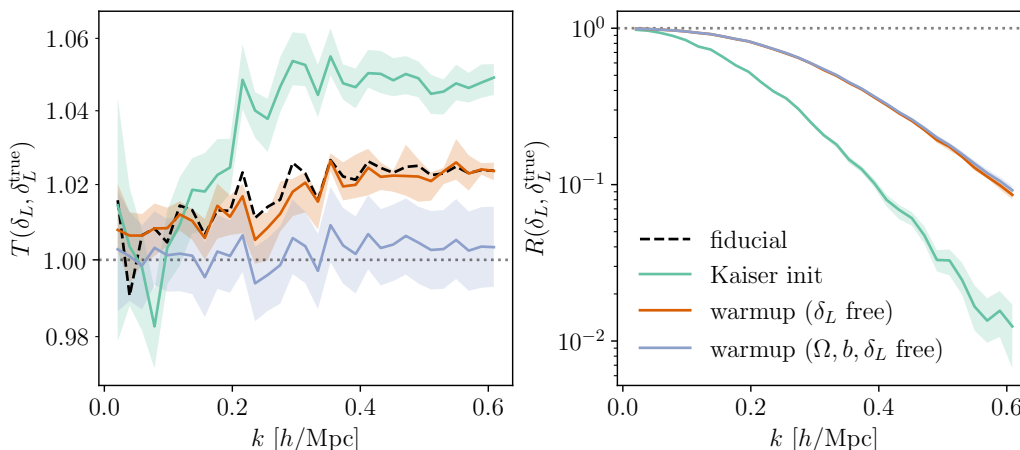 1.06
1.04
1.02
1.00
0.98
T(δ_L, δ_L^true)
0.0
0.2
0.4
0.6
k [h/Mpc]
10^0
10^−1
10^−2
R(δ_L, δ_L^true)
fiducial
Kaiser init
warmup (δ_L free)
warmup (Ω, b, δ_L free)
0.0
0.2
0.4
0.6
k [h/Mpc]